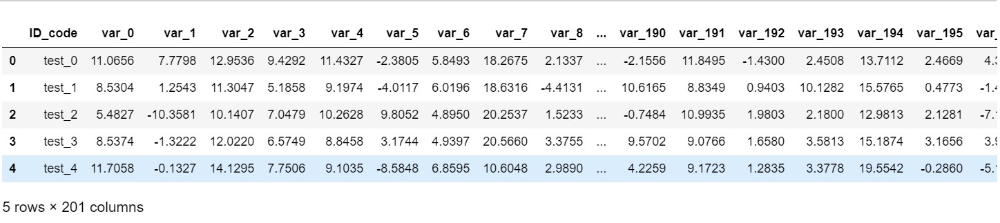 ID_code var_0 var_1 var_2 var_3 var_4 var_5 var_6 var_7 var_8 ... var_190 var_191 var_192 var_193 var_194 var_195 var_
0 test_0 11.0656 7.7798 12.9536 9.4292 11.4327 -2.3805 5.8493 18.2675 2.1337 ... -2.1556 11.8495 -1.4300 2.4508 13.7112 2.4669 4.3
1 test_1 8.5304 1.2543 11.3047 5.1858 9.1974 -4.0117 6.0196 18.6316 -4.4131 ... 10.6165 8.8349 0.9403 10.1282 15.5765 0.4773 -1.4
2 test_2 5.4827 -10.3581 10.1407 7.0479 10.2628 9.8052 4.8950 20.2537 1.5233 ... -0.7484 10.9935 1.9803 2.1800 12.9813 2.1281 -7.1
3 test_3 8.5374 -1.3222 12.0220 6.5749 8.8458 3.1744 4.9397 20.5660 3.3755 ... 9.5702 9.0766 1.6580 3.5813 15.1874 3.1656 3.9
4 test_4 11.7058 -0.1327 14.1295 7.7506 9.1035 -8.5848 6.8595 10.6048 2.9890 ... 4.2259 9.1723 1.2835 3.3778 19.5542 -0.2860 -5.1
5 rows × 201 columns